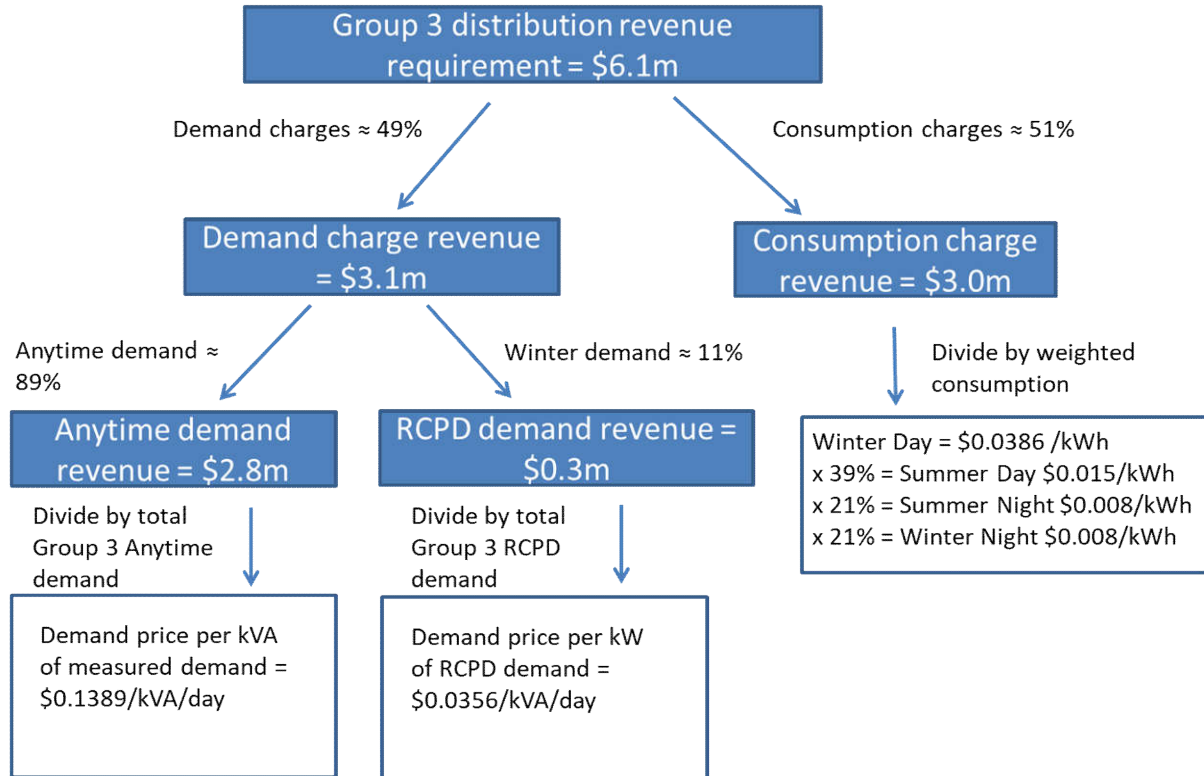 Group 3 distribution revenue
requirement = $6.1m
Demand charges ≈ 49%
Consumption charges ≈ 51%
Demand charge revenue
= $3.1m
Consumption charge
revenue = $3.0m
Anytime demand ≈
89%
Winter demand ≈ 11%
Divide by weighted
consumption
Anytime demand
revenue = $2.8m
RCPD demand revenue =
$0.3m
Winter Day = $0.0386 /kWh
x 39% = Summer Day $0.015/kWh
x 21% = Summer Night $0.008/kWh
x 21% = Winter Night $0.008/kWh
Divide by total
Group 3 Anytime
demand
Divide by total
Group 3 RCPD
demand
Demand price per kVA
of measured demand =
$0.1389/kVA/day
Demand price per kW
of RCPD demand =
$0.0356/kVA/day